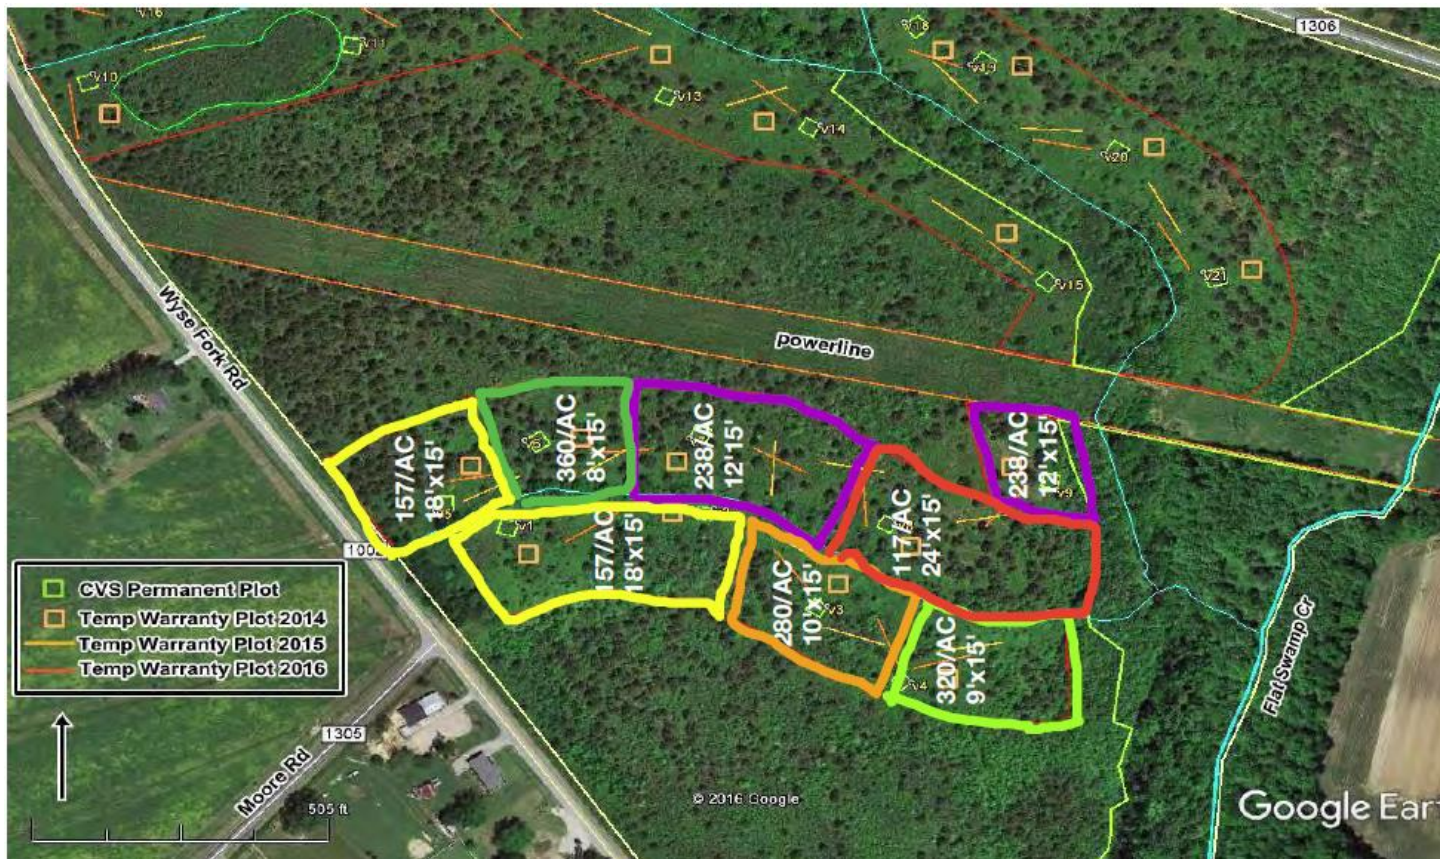 v16
v11
v10
v18
v19
1306
v13
v14
v20
v15
v21
Wyse Fork Rd
powerline
157/AC
18'x15'
v5
360/AC
8'x15'
238/AC
12'15'
117/AC
24'x15'
238/AC
12'x15'
v9
v1
157/AC
18'x15'
280/AC
10'x15'
v3
320/AC
9'x15'
v4
CVS Permanent Plot
Temp Warranty Plot 2014
Temp Warranty Plot 2015
Temp Warranty Plot 2016
1305
Moore Rd
505 ft
© 2016 Google
Flat Swamp Cr
Google Ear